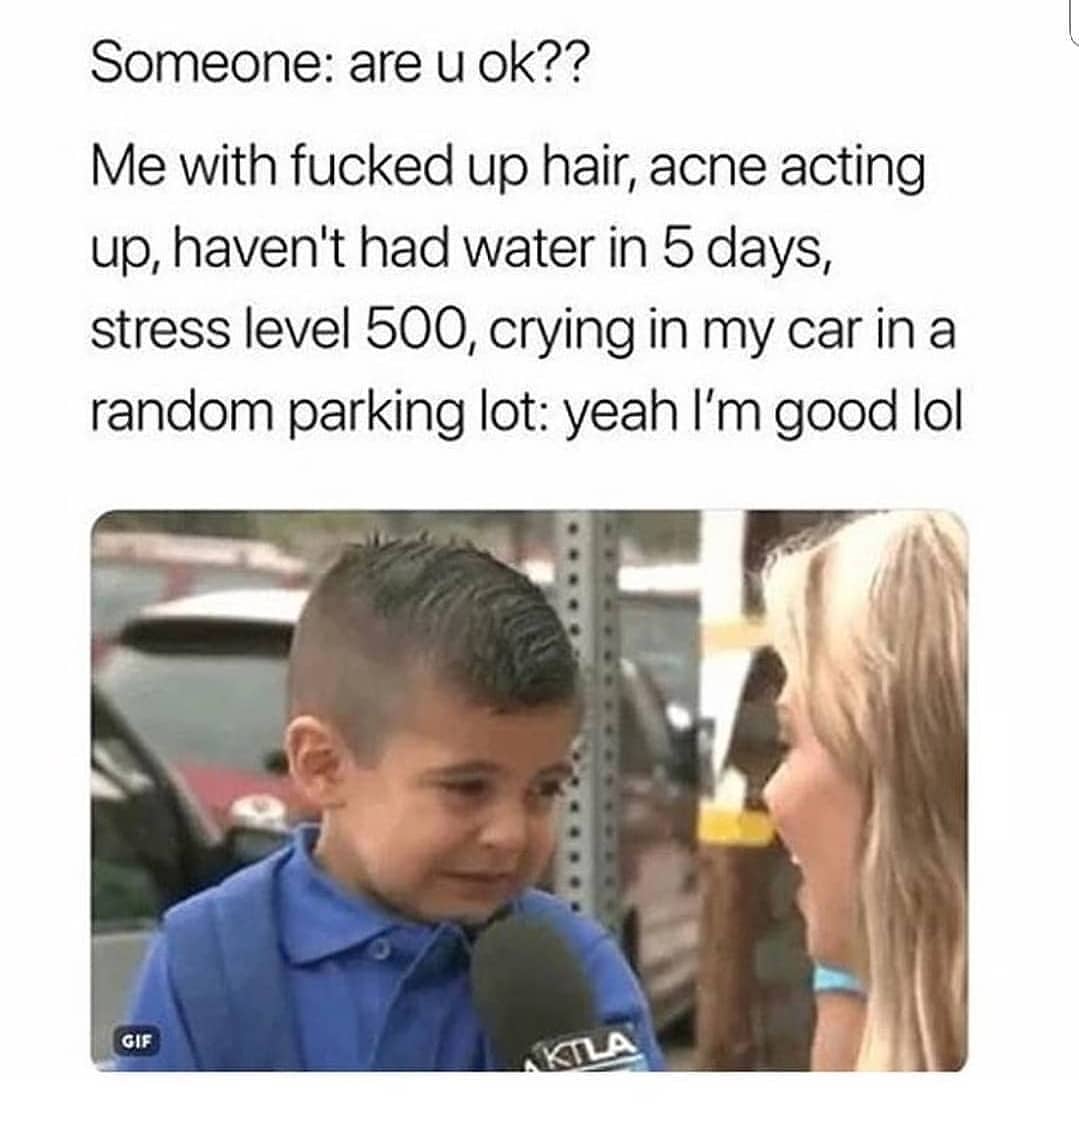 Someone: are u ok??
Me with fucked up hair, acne acting
up, haven't had water in 5 days,
stress level 500, crying in my car in a
random parking lot: yeah I'm good lol
GIF
KTLA